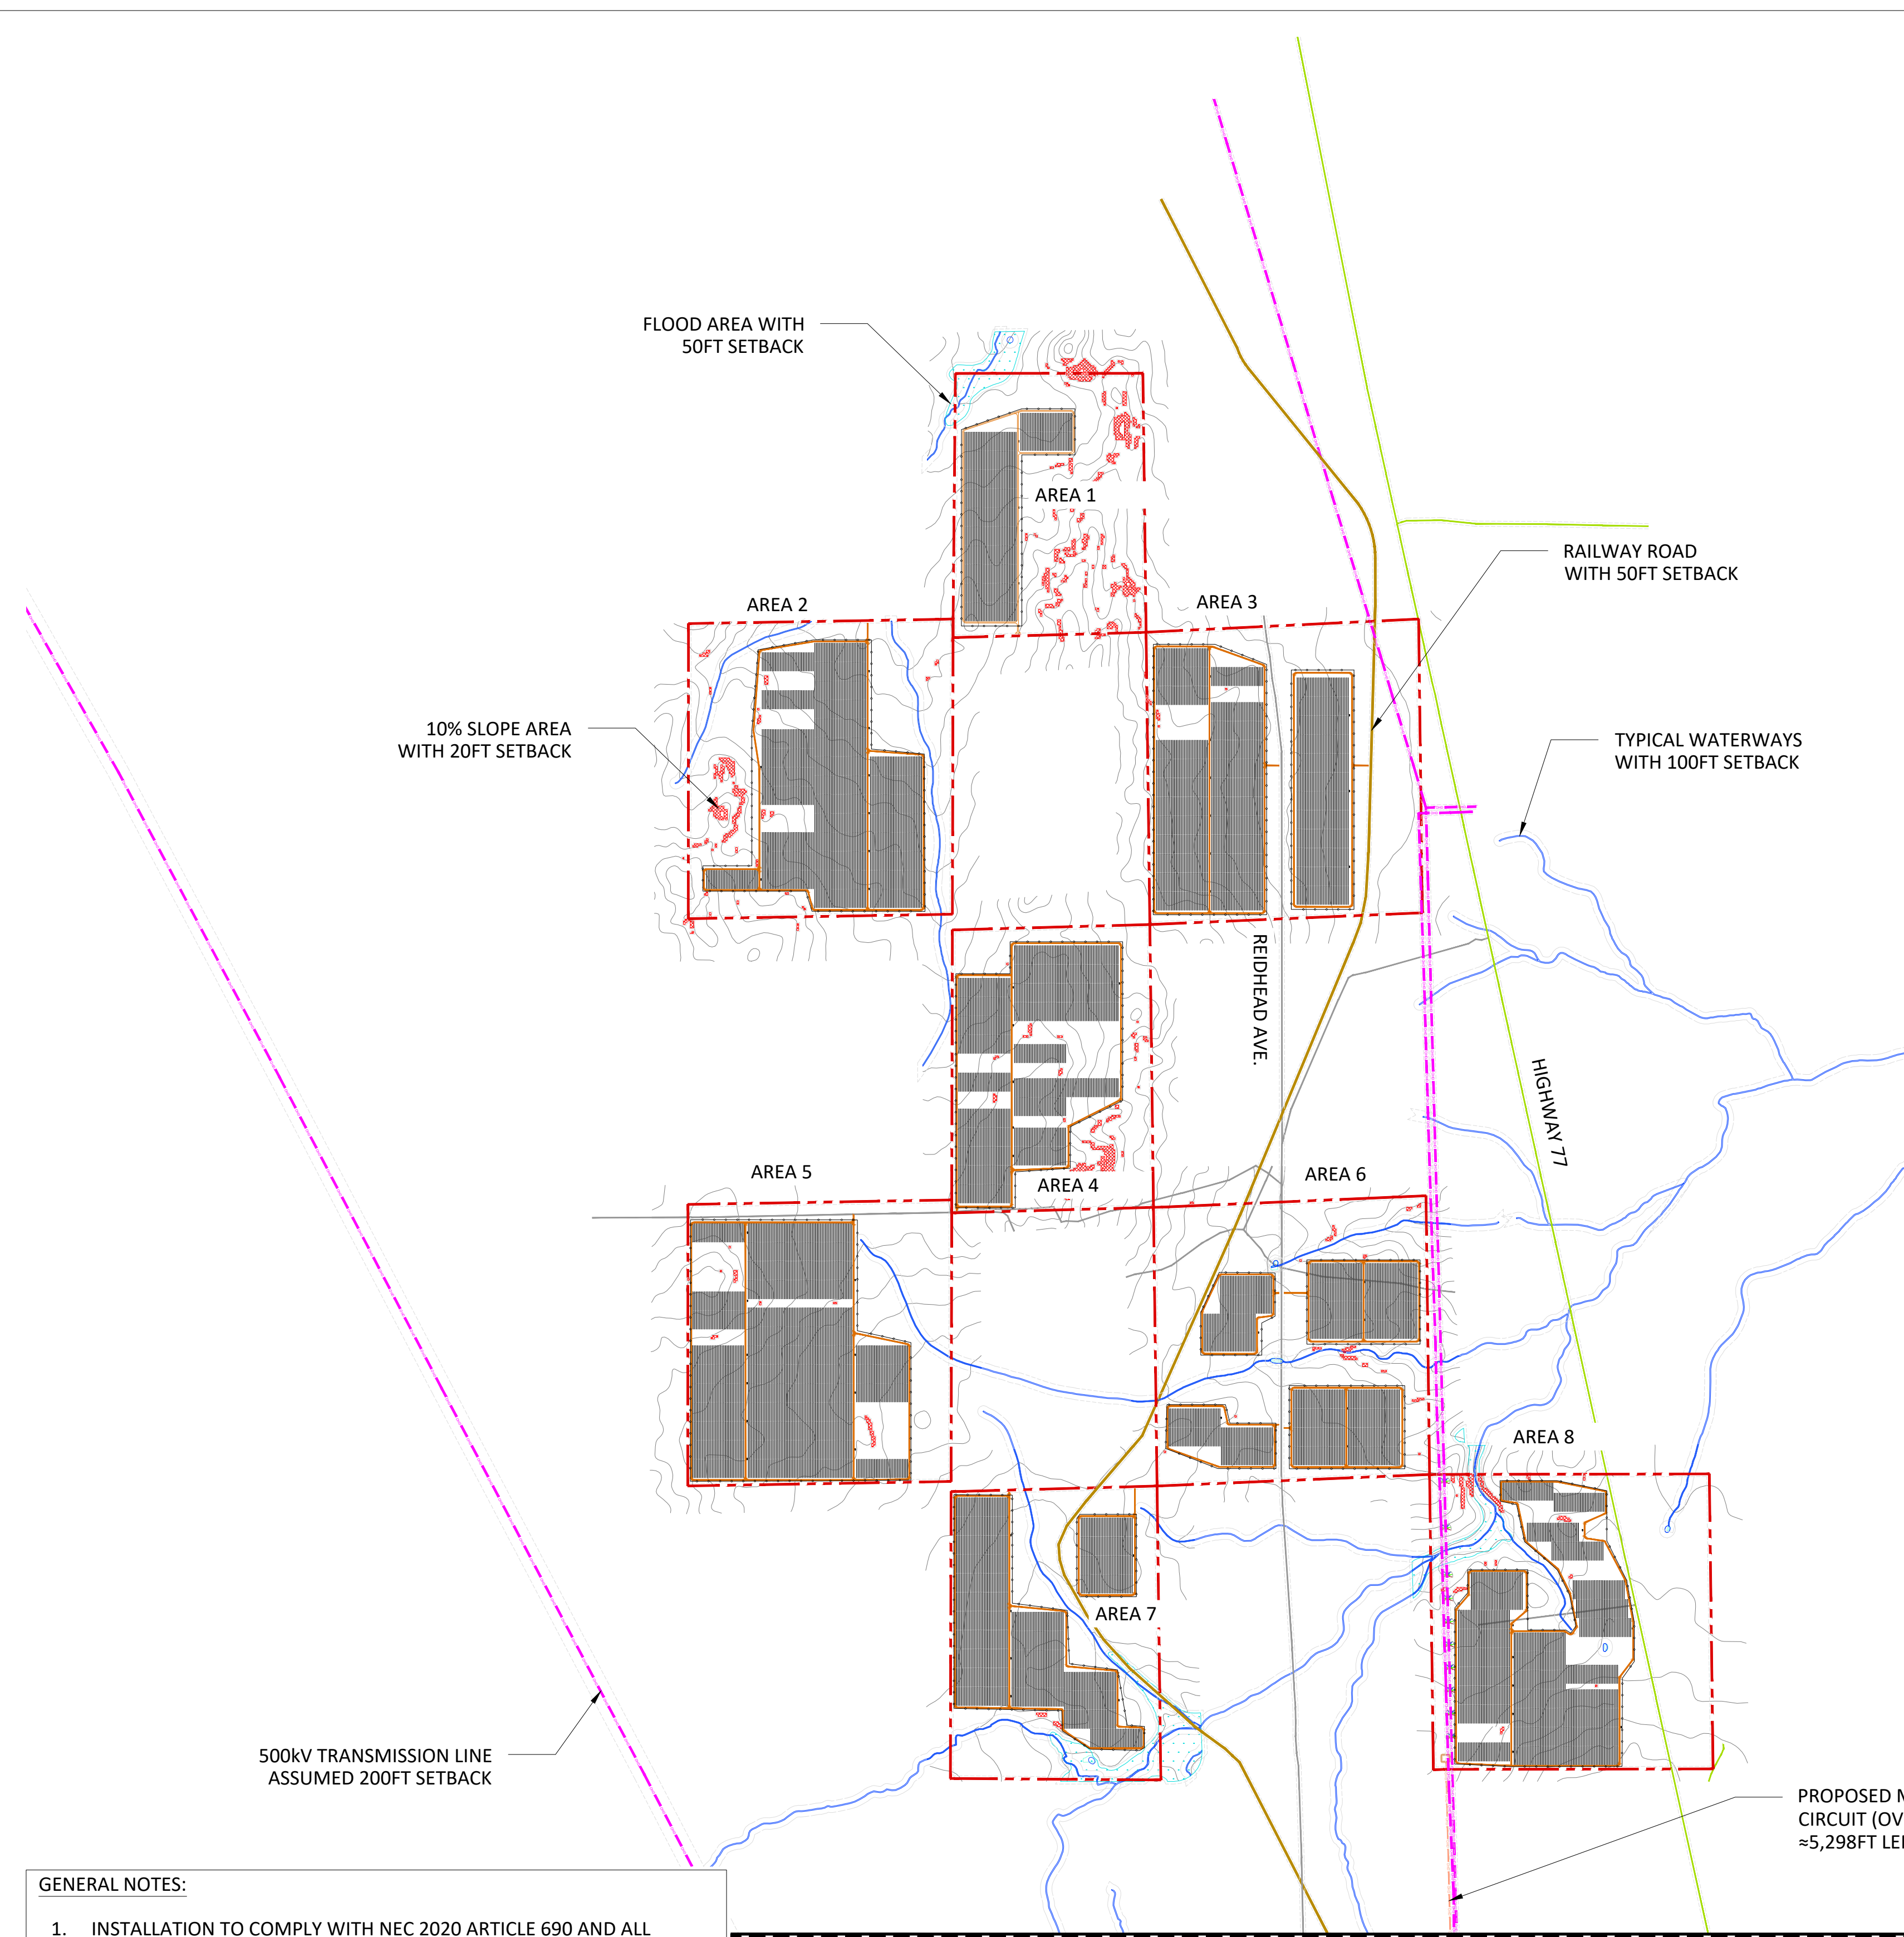 FLOOD AREA WITH
50FT SETBACK
AREA 1
RAILWAY ROAD
WITH 50FT SETBACK
AREA 2
AREA 3
10% SLOPE AREA
WITH 20FT SETBACK
TYPICAL WATERWAYS
WITH 100FT SETBACK
REIDHEAD AVE.
HIGHWAY 77
AREA 5
AREA 4
AREA 6
AREA 8
AREA 7
500kV TRANSMISSION LINE
ASSUMED 200FT SETBACK
PROPOSED
CIRCUIT
≈5,298FT
GENERAL NOTES:
1. INSTALLATION TO COMPLY WITH NEC 2020 ARTICLE 690 AND ALL